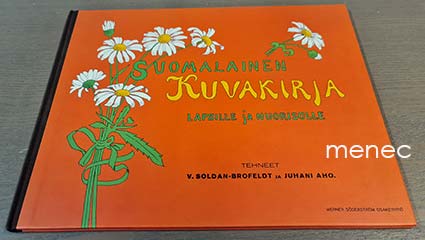 SUOMALAINEN
KUVAKIRJA
LAPSILLE ja NUORISOLLE
TEHNEET
V. SOLDAN-BROFELDT JA JUHANI AHO.
WERNER SÖDERSTRÖM OSAKEYHTIÖ
menec